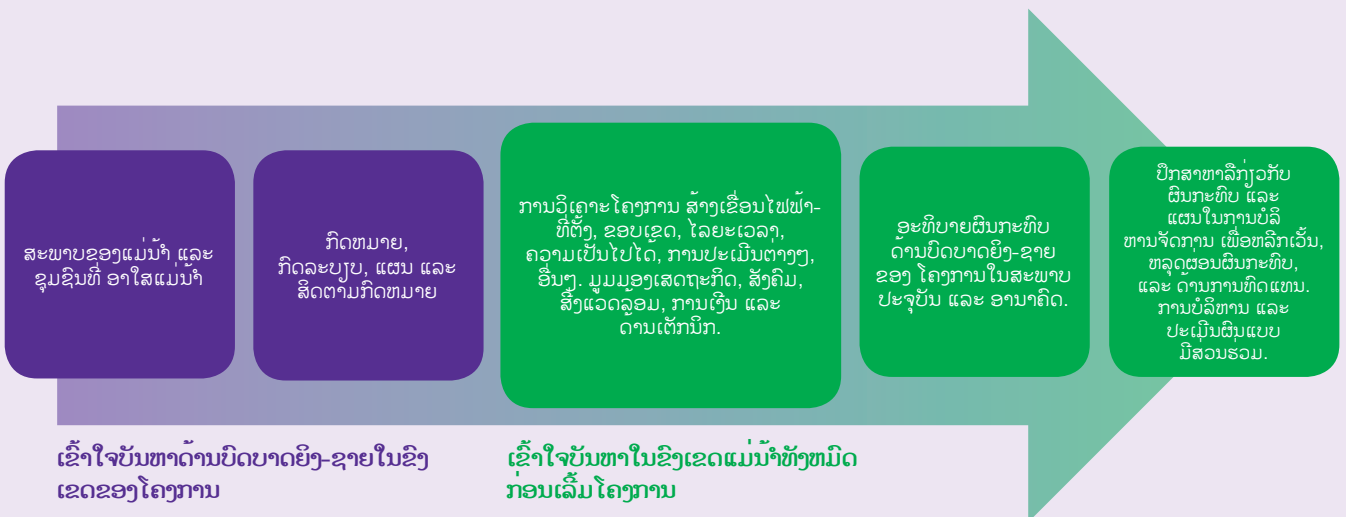 ສະພາບຂອງແມ່ນ້ຳ ແລະ
ຊຸມຊົນທີ່ ອາໃສແມ່ນ້ຳ
ກົດຫມາຍ,
ກົດລະບຽບ, ແຜນ ແລະ
ສິດຕາມກົດຫມາຍ
ການວິເຄາະໂຄງການ ສ້າງເຂື່ອນໄຟຟ້າ-
ທີ່ຕັ້ງ, ຂອບເຂດ, ໄລຍະເວລາ,
ຄວາມເປັນໄປໄດ້, ການປະເມີນຕ່າງໆ,
ອື່ນໆ. ມູມມອງເສດຖະກິດ, ສັງຄົມ,
ສິ່ງແວດລ້ອມ, ການເງິນ ແລະ
ດ້ານເຕັກນິກ.
ອະທິບາຍຜົນກະທົບ
ດ້ານບົດບາດຍິງ-ຊາຍ
ຂອງ ໂຄງການໃນສະພາບ
ປະຈຸບັນ ແລະ ອານາຄົດ.
ປຶກສາຫາລືກ່ຽວກັບ
ຜົນກະທົບ ແລະ
ແຜນໃນການບໍລິ
ຫານຈັດການ ເພື່ອຫລີກເວັ້ນ,
ຫລຸດຜ່ອນຜົນກະທົບ,
ແລະ ດ້ານການທົດແທນ.
ການບໍລິຫານ ແລະ
ປະເມີນຜົນແບບ
ມີສ່ວນຮ່ວມ.
ເຂົ້າໃຈບັນຫາດ້ານບົດບາດຍິງ-ຊາຍໃນຂົງ
ເຂດຂອງໂຄງການ
ເຂົ້າໃຈບັນຫາໃນຂົງເຂດແມ່ນ້ຳທັງຫມົດ
ກ່ອນເລີ້ມໂຄງການ